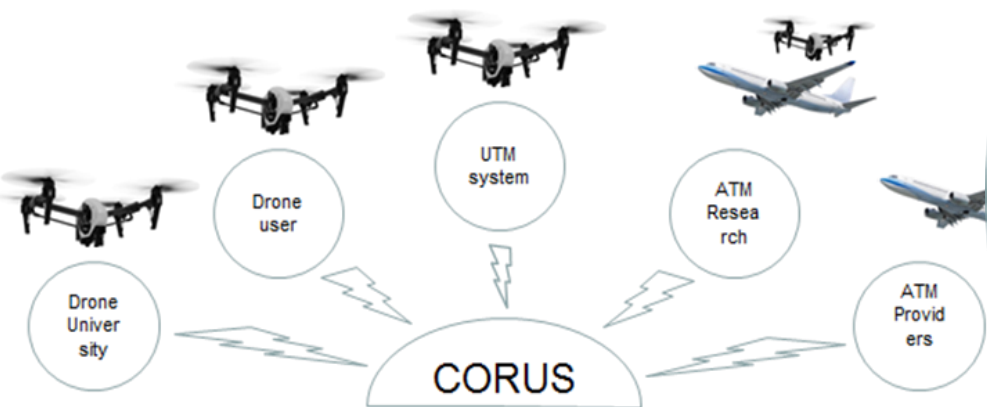 Drone
Univer
sity
Drone
user
UTM
system
ATM
Resea
rch
ATM
Provid
ers
CORUS